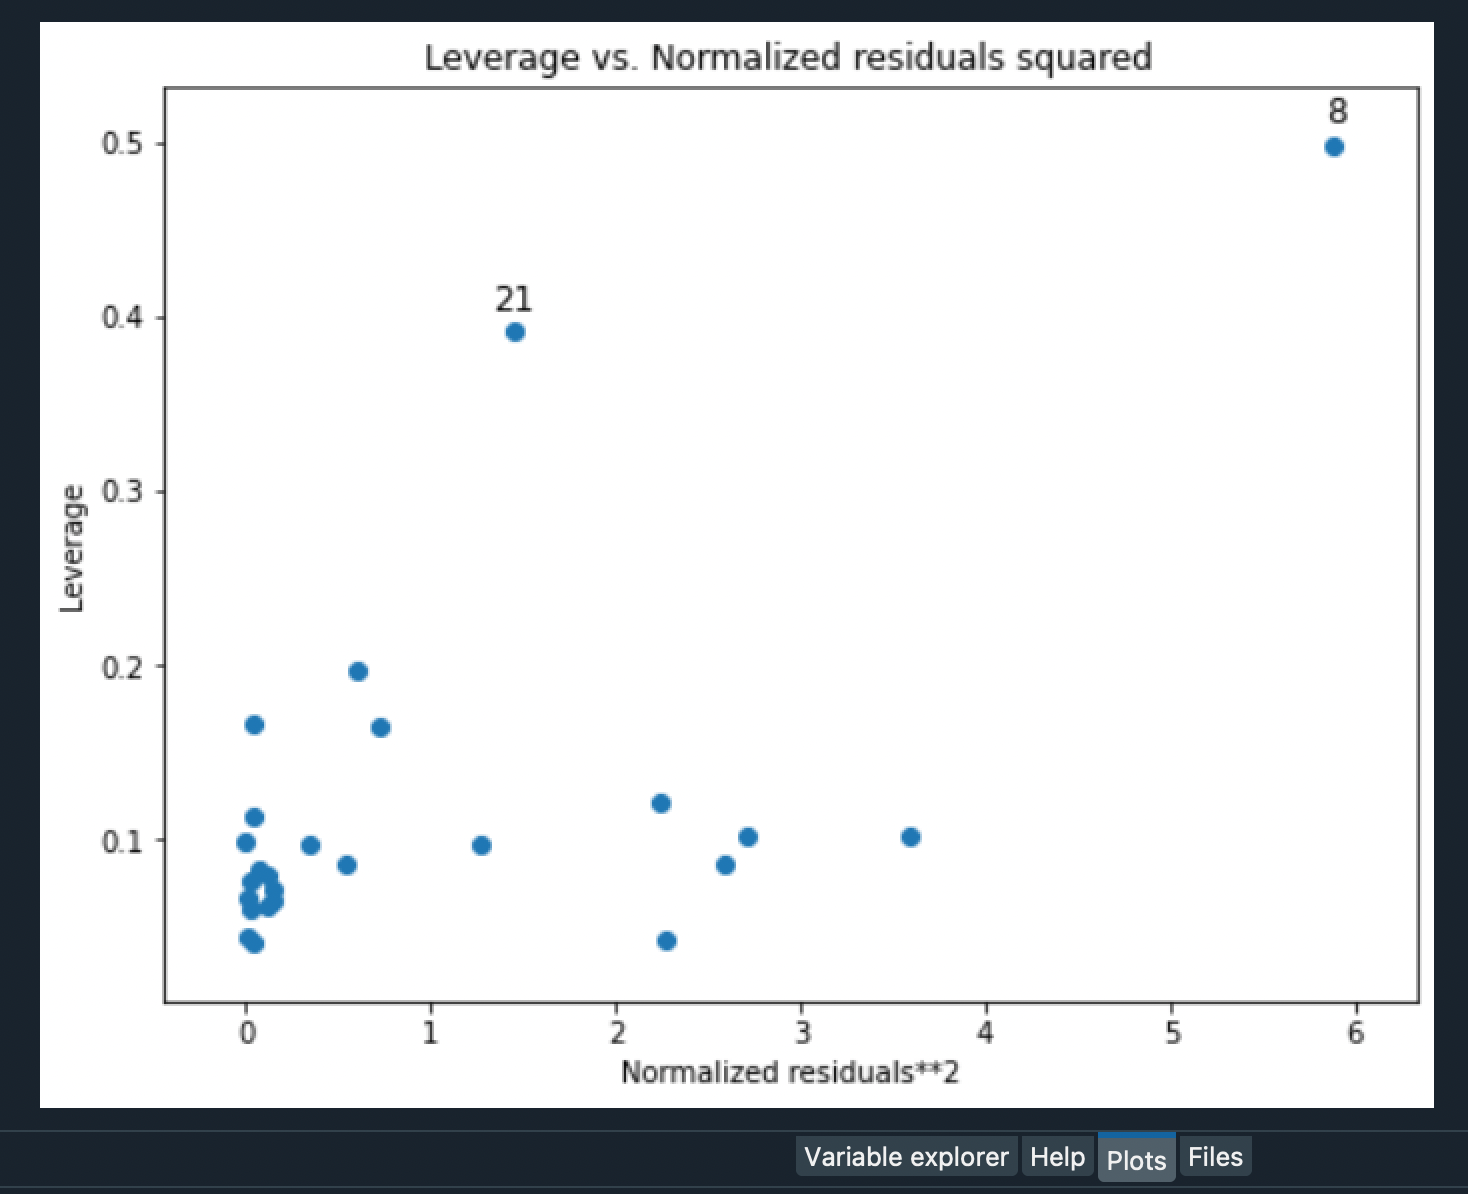 Leverage vs. Normalized residuals squared
8
0.5
21
0.4
0.3
Leverage
0.2
0.1
0 1 2 3 4 5 6
Normalized residuals**2
Variable explorer Help Plots Files